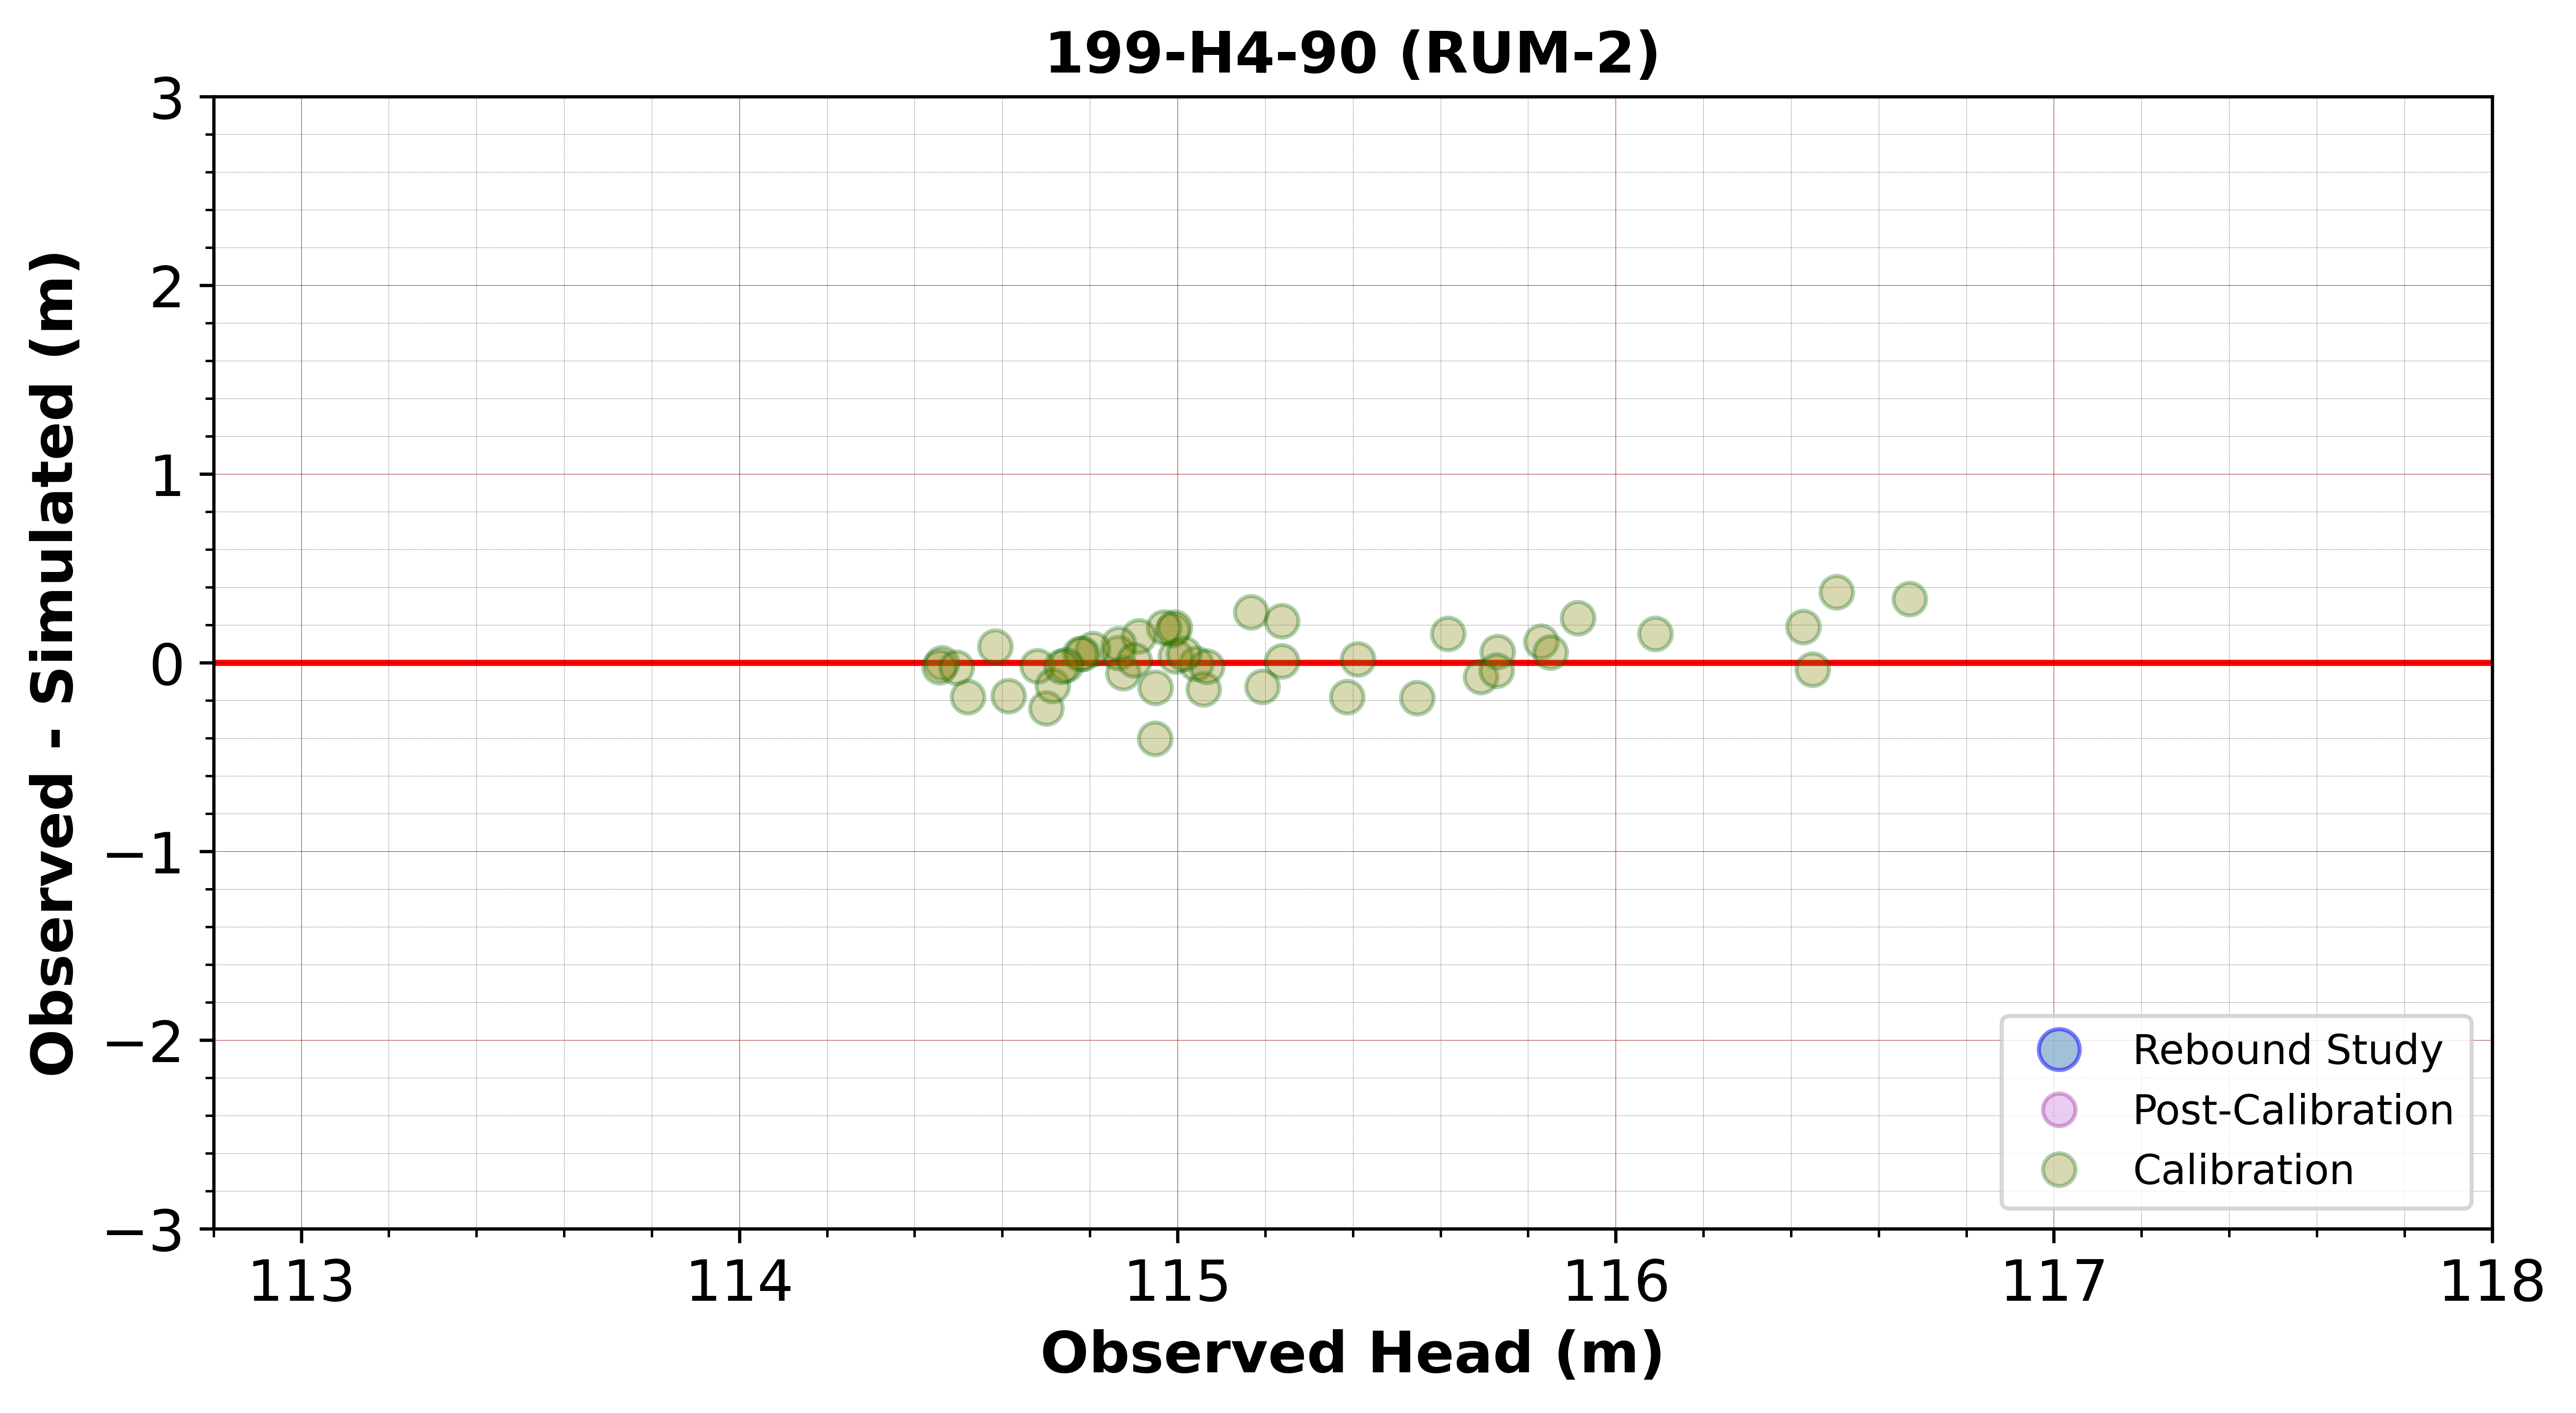 199-H4-90 (RUM-2)
Observed - Simulated (m)
3
2
1
0
−1
−2
−3
Rebound Study
Post-Calibration
Calibration
113 114 115 116 117 118
Observed Head (m)